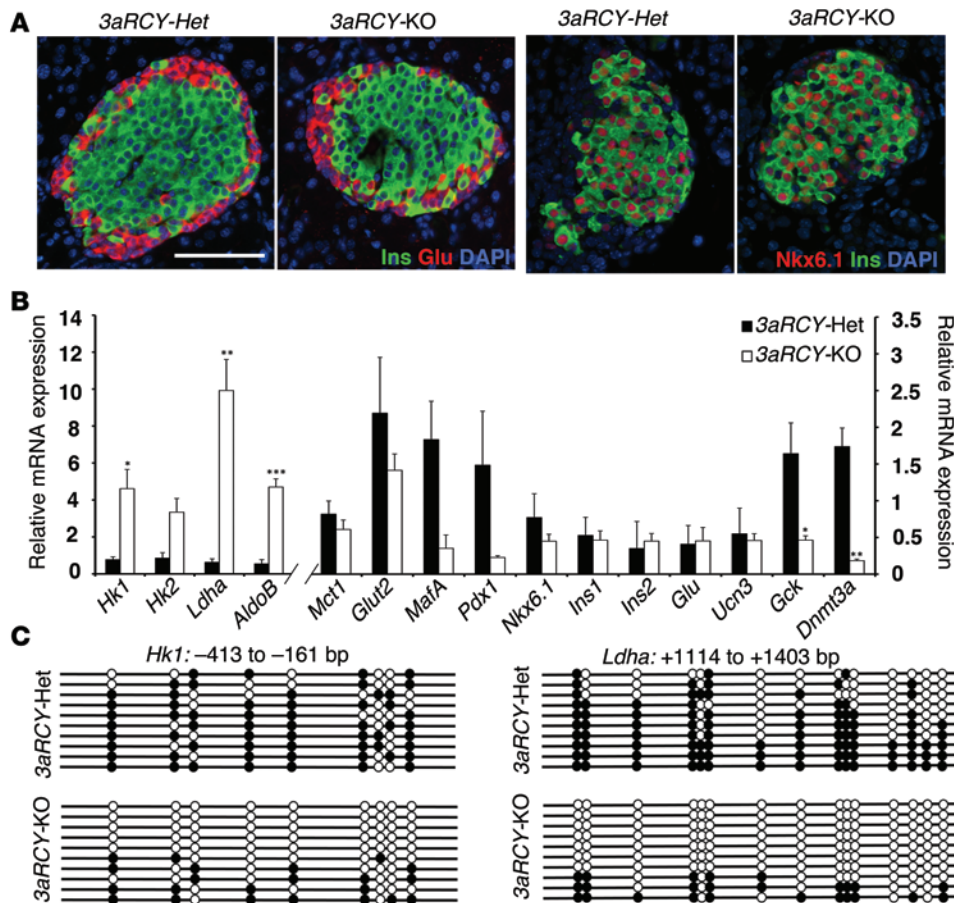 A
3aRCY-Het 3aRCY-KO 3aRCY-Het 3aRCY-KO
Ins Glu DAPI
Nkx6.1 Ins DAPI
B
Relative mRNA expression
14
12
10
8
6
4
2
0
3.5
3
2.5
2
1.5
1
0.5
0
Relative mRNA expression
3aRCY-Het
3aRCY-KO
* ** *** * **
Hk1 Hk2 Ldha AldoB Mct1 Glut2 MafA Pdx1 Nkx6.1 Ins1 Ins2 Glu Ucn3 Gck Dnmt3a
C
Hk1: –413 to –161 bp
3aRCY-Het
3aRCY-KO
Ldha: +1114 to +1403 bp
3aRCY-Het
3aRCY-KO